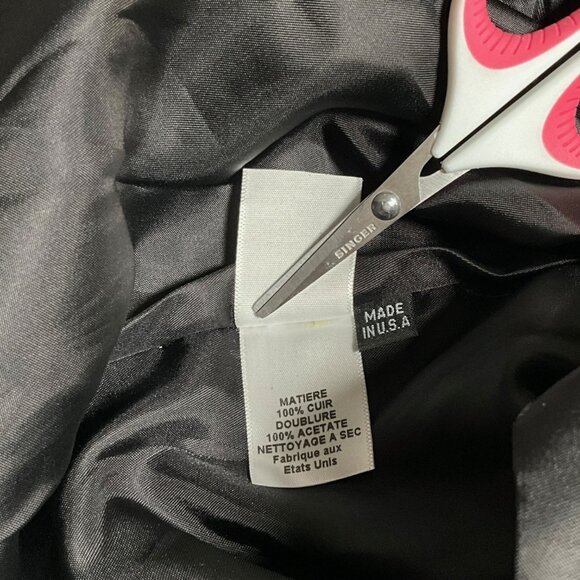 SINGER
MADE
IN U.S.A
MATIERE
100% CUIR
DOUBLURE
100% ACETATE
NETTOYAGE A SEC
Fabrique aux
Etats Unis